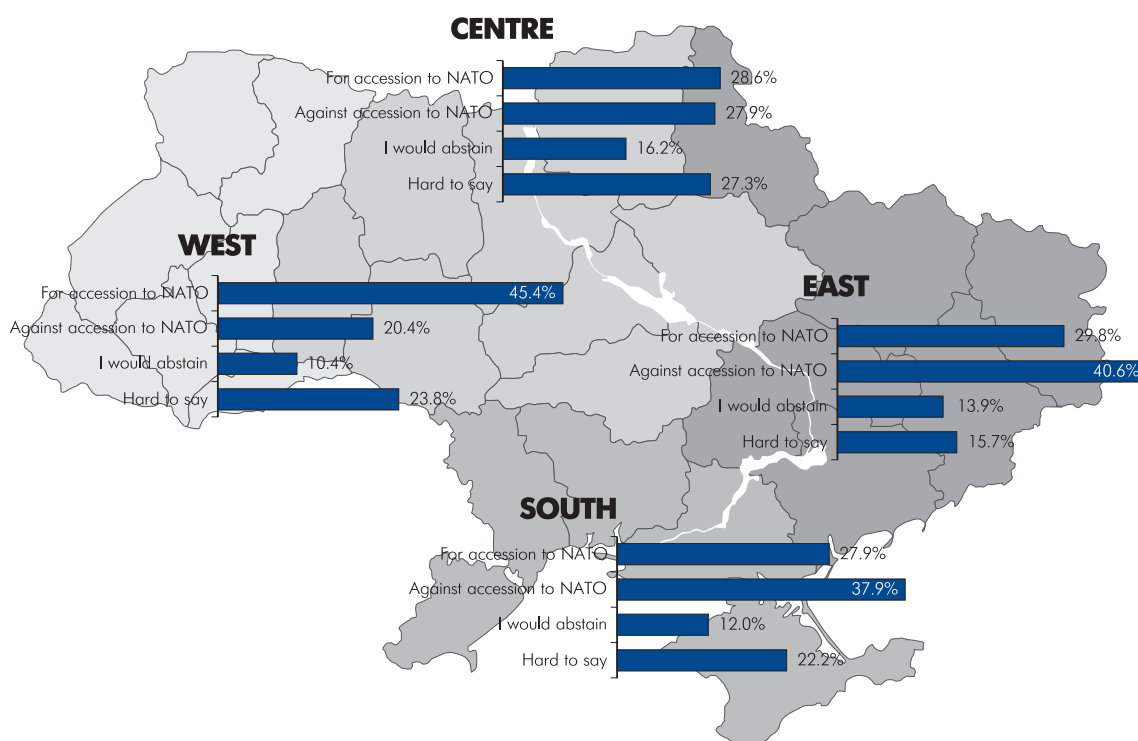 CENTRE
For accession to NATO 28.6%
Against accession to NATO 27.9%
I would abstain 16.2%
Hard to say 27.3%
WEST
For accession to NATO 45.4%
Against accession to NATO 20.4%
I would abstain 10.4%
Hard to say 23.8%
EAST
For accession to NATO 29.8%
Against accession to NATO 40.6%
I would abstain 13.9%
Hard to say 15.7%
SOUTH
For accession to NATO 27.9%
Against accession to NATO 37.9%
I would abstain 12.0%
Hard to say 22.2%